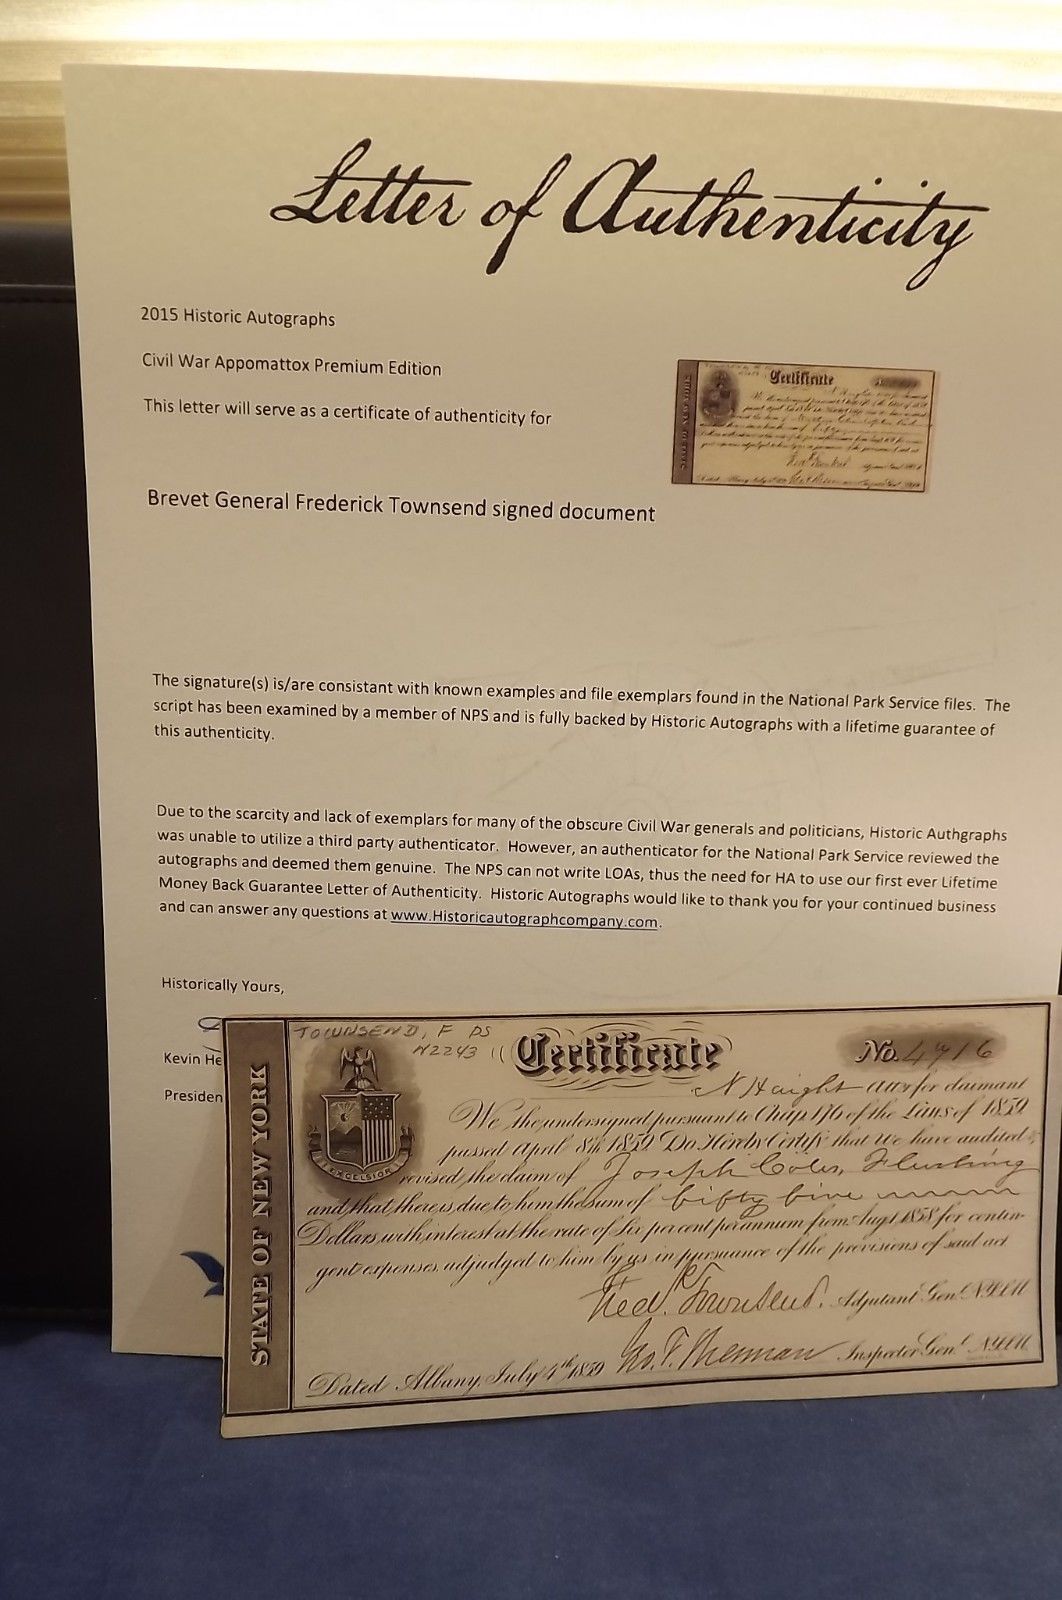 Letter of Authenticity
2015 Historic Autographs
Civil War Appomattox Premium Edition
This letter will serve as a certificate of authenticity for
Brevet General Frederick Townsend signed document
Certificate
STATE OF NEW YORK
The signature(s) is/are consistant with known examples and file exemplars found in the National Park Service files. The
script has been examined by a member of NPS and is fully backed by Historic Autographs with a lifetime guarantee of
this authenticity.
Due to the scarcity and lack of exemplars for many of the obscure Civil War generals and politicians, Historic Authgraphs
was unable to utilize a third party authenticator. However, an authenticator for the National Park Service reviewed the
autographs and deemed them genuine. The NPS can not write LOAs, thus the need for HA to use our first ever Lifetime
Money Back Guarantee Letter of Authenticity. Historic Autographs would like to thank you for your continued business
and can answer any questions at www.Historicautographcompany.com.
Historically Yours,
Kevin He
Presiden
STATE OF NEW YORK
TOWNSEND, F DS
N2243
Certificate
No. 4716
N Haight Atty for claimant
We the undersigned pursuant to Chap. 176 of the Laws of 1859
passed April 8th 1859 Do Hereby Certify that we have audited &
EXCELSIOR
revised the claim of Joseph Coles, Flushing
and that there is due to him the sum of fifty five
Dollars, with interest at the rate of Six per cent per annum from Aug 1 1858 for contin-
gent expenses, adjudged to him by us in pursuance of the provisions of said act
Fred. Townsend. Adjutant Gen. N.Y.S.M
Geo. F. Sherman Inspector Gen. N.Y.S.M.
Dated Albany, July 4th 1859